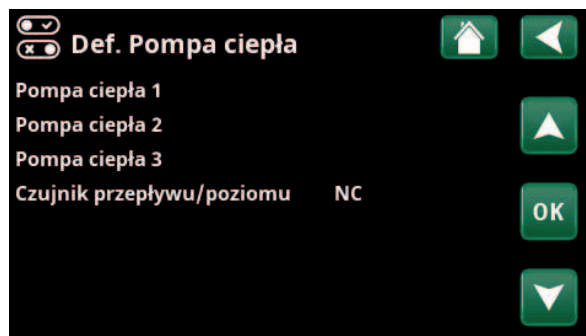 Def. Pompa ciepła
Pompa ciepła 1
Pompa ciepła 2
Pompa ciepła 3
Czujnik przepływu/poziomu NC
OK